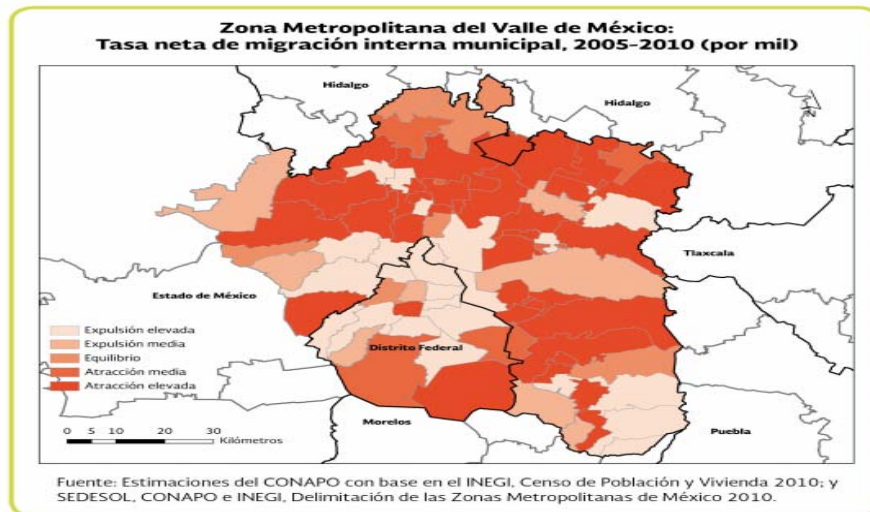 Zona Metropolitana del Valle de México:
Tasa neta de migración interna municipal, 2005-2010 (por mil)
Hidalgo
Hidalgo
Tlaxcala
Estado de México
Expulsión elevada
Expulsión media
Equilibrio
Atracción media
Atracción elevada
Distrito Federal
0 5 10 20 30
Kilómetros
Morelos
Puebla
Fuente: Estimaciones del CONAPO con base en el INEGI, Censo de Población y Vivienda 2010; y
SEDESOL, CONAPO e INEGI, Delimitación de las Zonas Metropolitanas de México 2010.